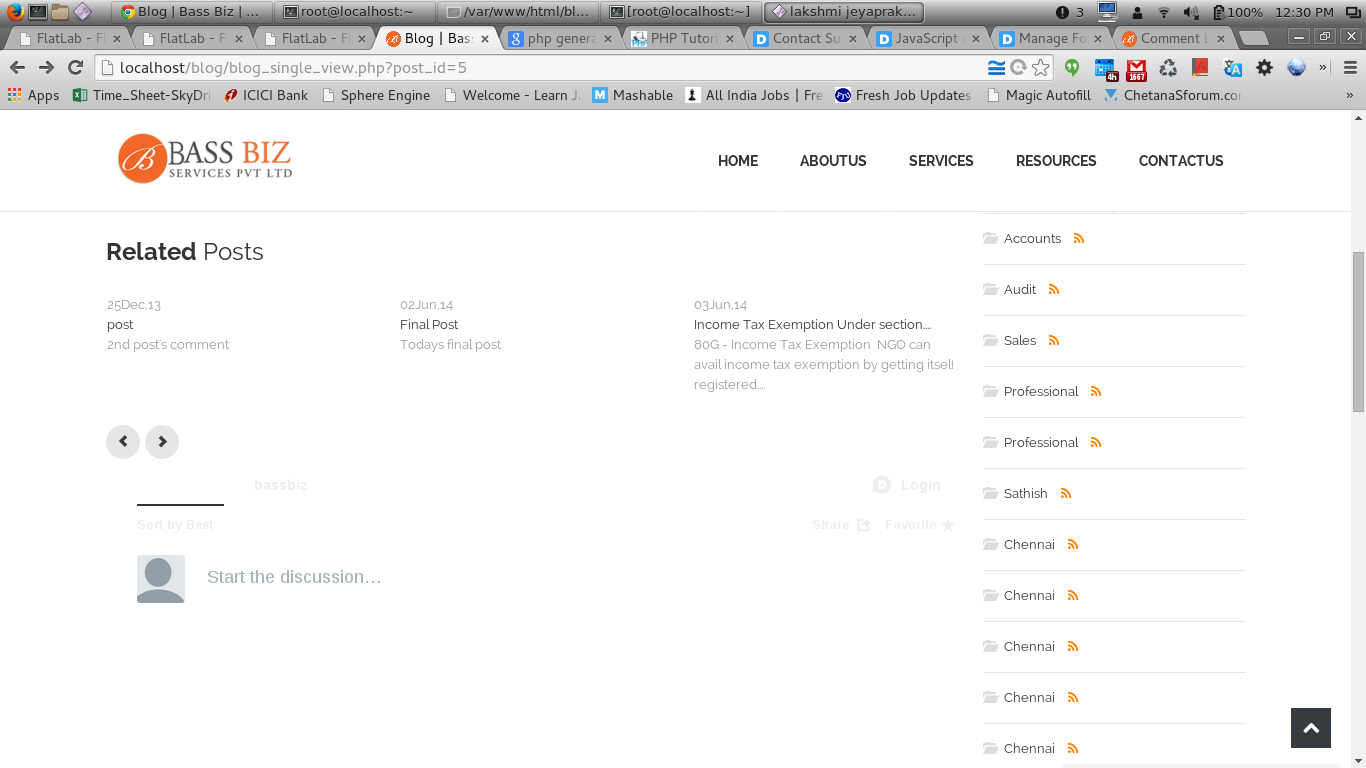 Blog | Bass Biz | ...
root@localhost:~
/var/www/html/bl...
[root@localhost:~]
lakshmi jeyaprak...
3
100%
12:30 PM
FlatLab - Fl
FlatLab - F
FlatLab - Fl
Blog | Bass
php genera
PHP Tutori
Contact Su
JavaScript
Manage Fo
Comment L
localhost/blog/blog_single_view.php?post_id=5
4h
1667
Apps
Time_Sheet-SkyDri
ICICI Bank
Sphere Engine
Welcome - Learn J
Mashable
All India Jobs | Fre
Fresh Job Updates
Magic Autofill
ChetanaSforum.com
»
BASS BIZ
SERVICES PVT LTD
HOME
ABOUTUS
SERVICES
RESOURCES
CONTACTUS
Related Posts
25Dec,13
post
2nd post's comment
02Jun,14
Final Post
Todays final post
03Jun,14
Income Tax Exemption Under section....
80G - Income Tax Exemption NGO can
avail income tax exemption by getting itself
registered....
bassbiz
Login
Sort by Best
Share
Favorite
Start the discussion...
Accounts
Audit
Sales
Professional
Professional
Sathish
Chennai
Chennai
Chennai
Chennai
Chennai